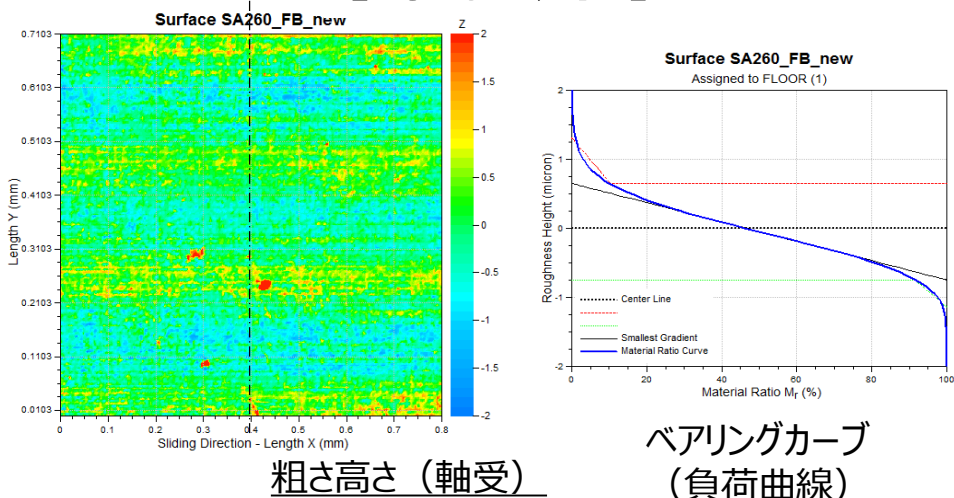 Surface SA260_FB_new
Z
0.7103
0.6103
0.5103
0.4103
0.3103
0.2103
0.1103
0.0103
Length Y (mm)
0 0.1 0.2 0.3 0.4 0.5 0.6 0.7 0.8
Sliding Direction - Length X (mm)
2
1.5
1
0.5
0
-0.5
-1
-1.5
-2
粗さ高さ（軸受）
Surface SA260_FB_new
Assigned to FLOOR (1)
2
1
0
-1
-2
Roughness Height (micron)
Center Line
Smallest Gradient
Material Ratio Curve
0 20 40 60 80 100
Material Ratio Mr (%)
ベアリングカーブ
（負荷曲線）